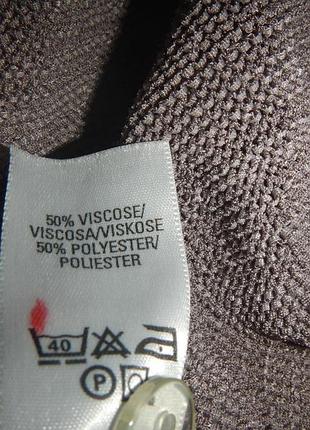 50% VISCOSE/
VISCOSA/VISKOSE
50% POLYESTER/
POLIESTER
40
P